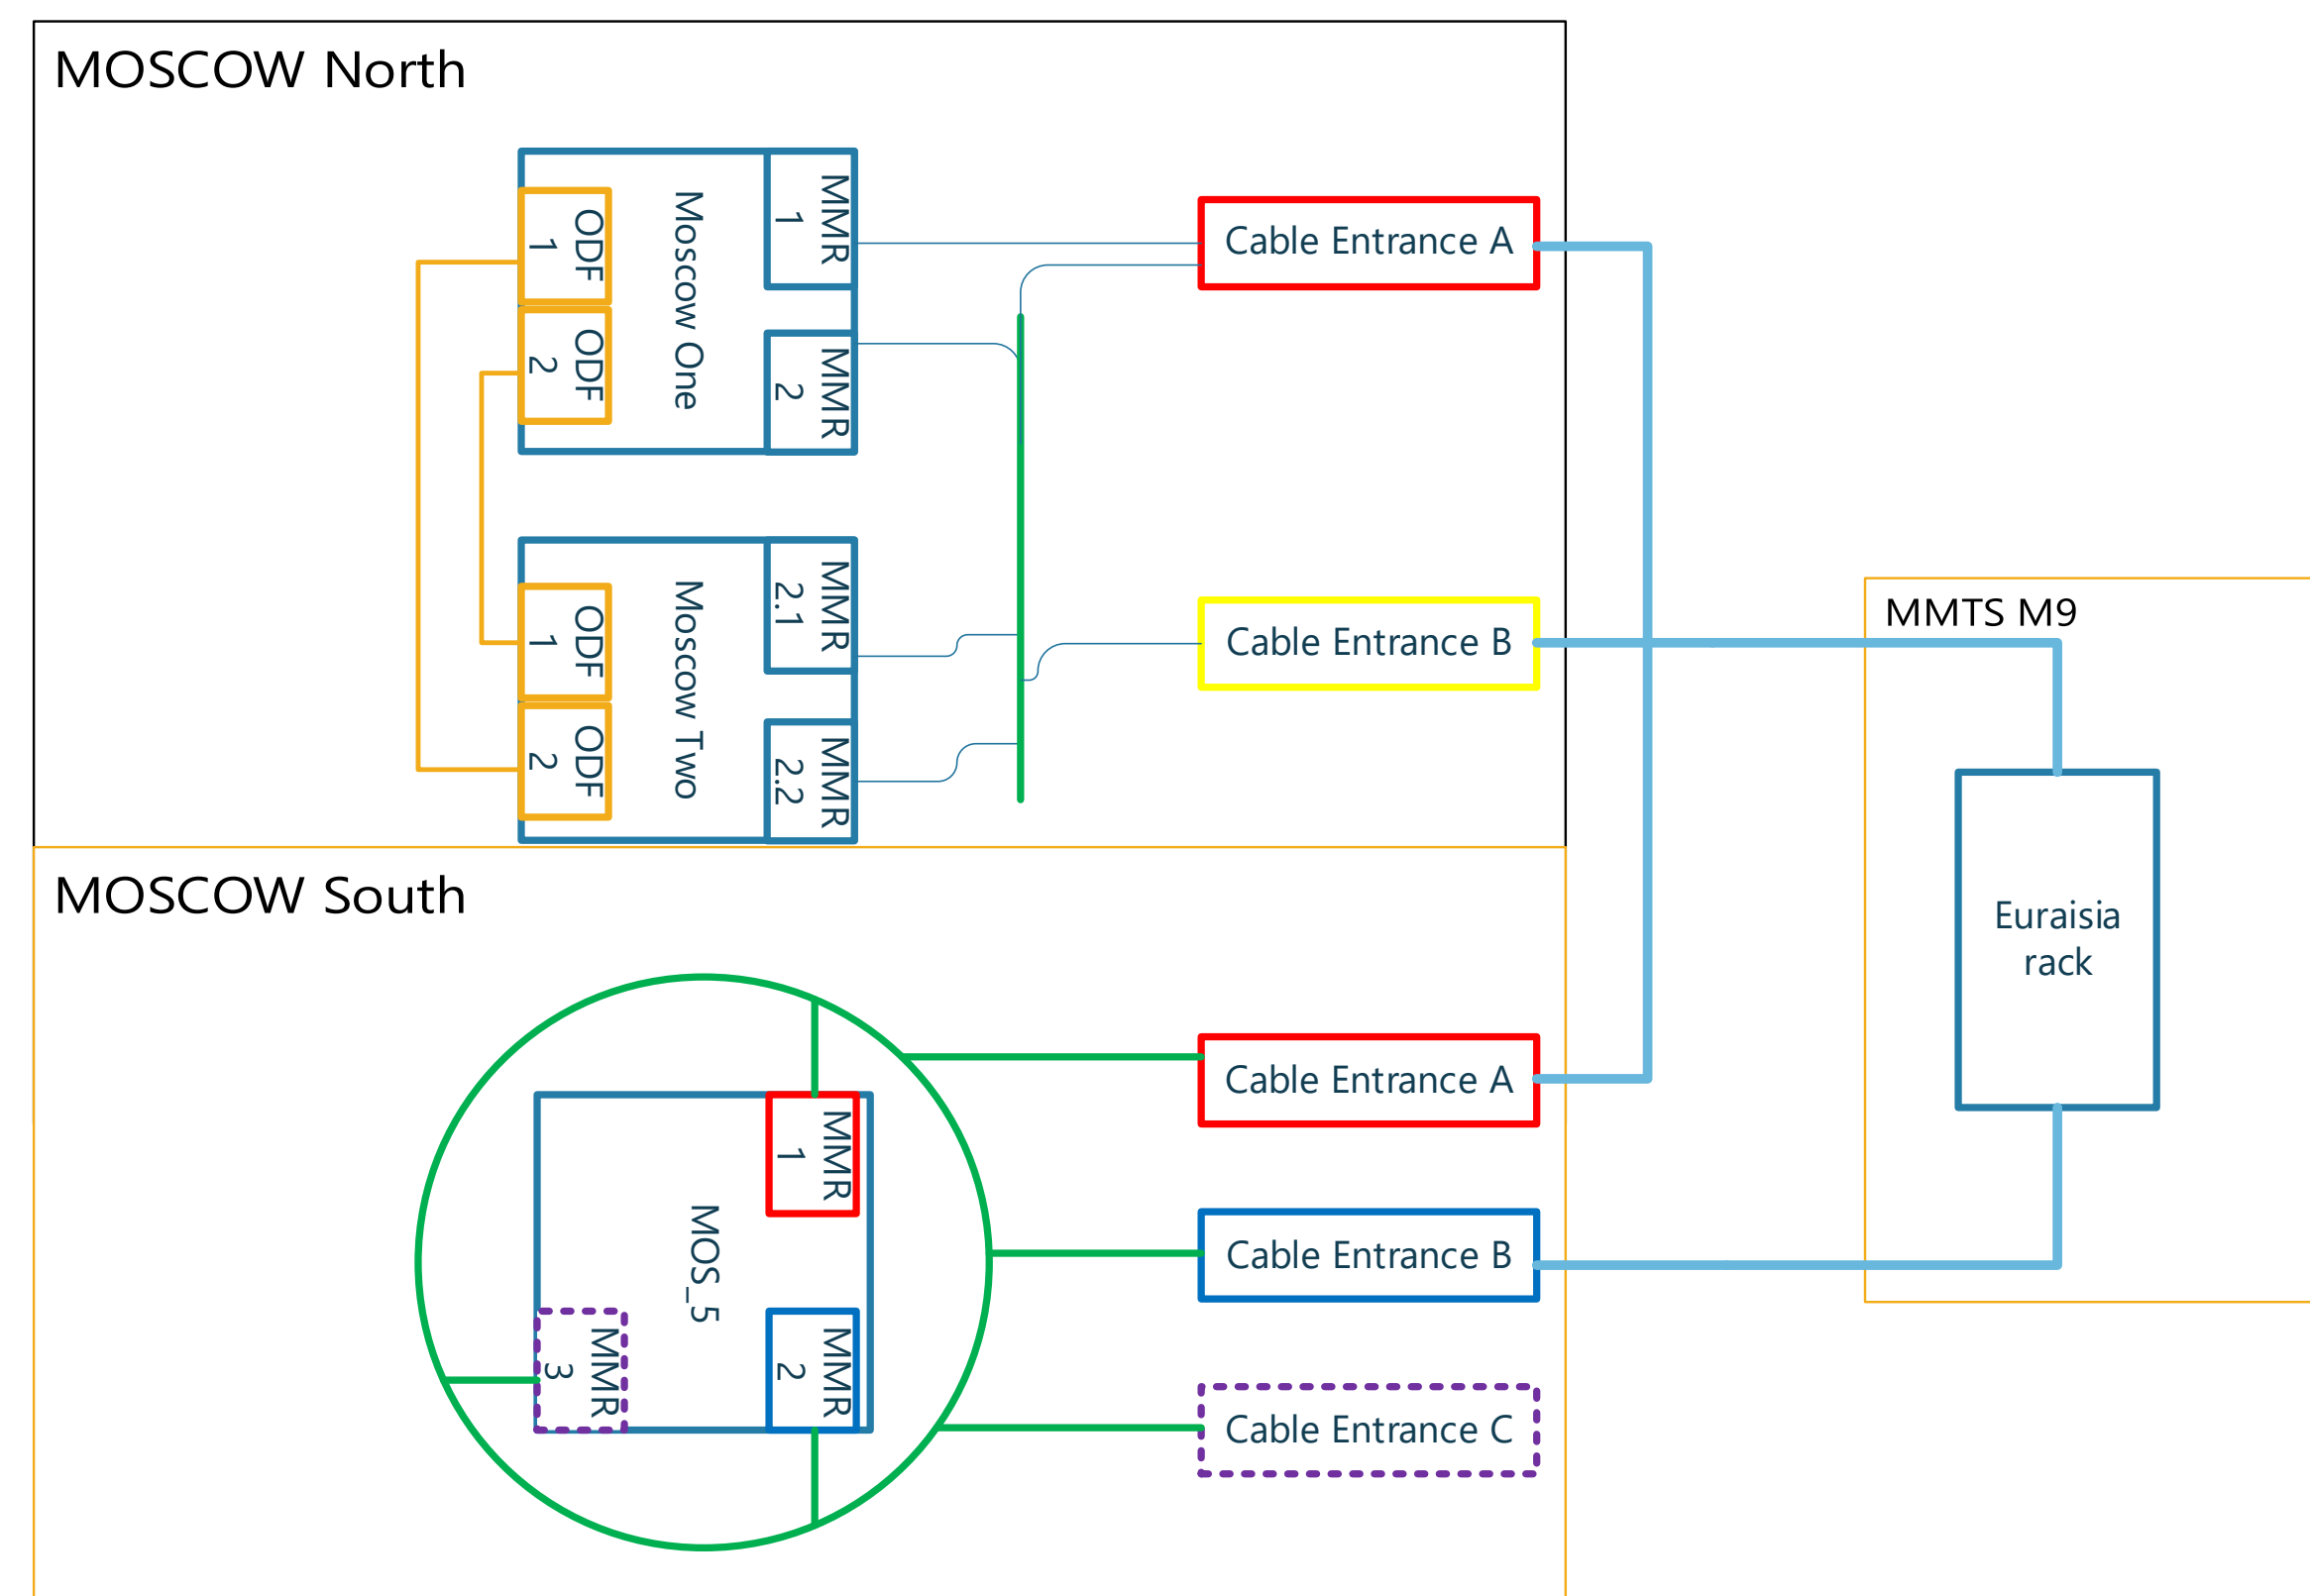 MOSCOW North
MMR
1
Moscow One
ODF
1
ODF
2
MMR
2
Cable Entrance A
MMR
2.1
Moscow Two
ODF
1
ODF
2
MMR
2.2
Cable Entrance B
MMTS M9
Euraisia
rack
MOSCOW South
MMR
1
MOS_5
MMR
2
MMR
3
Cable Entrance A
Cable Entrance B
Cable Entrance C